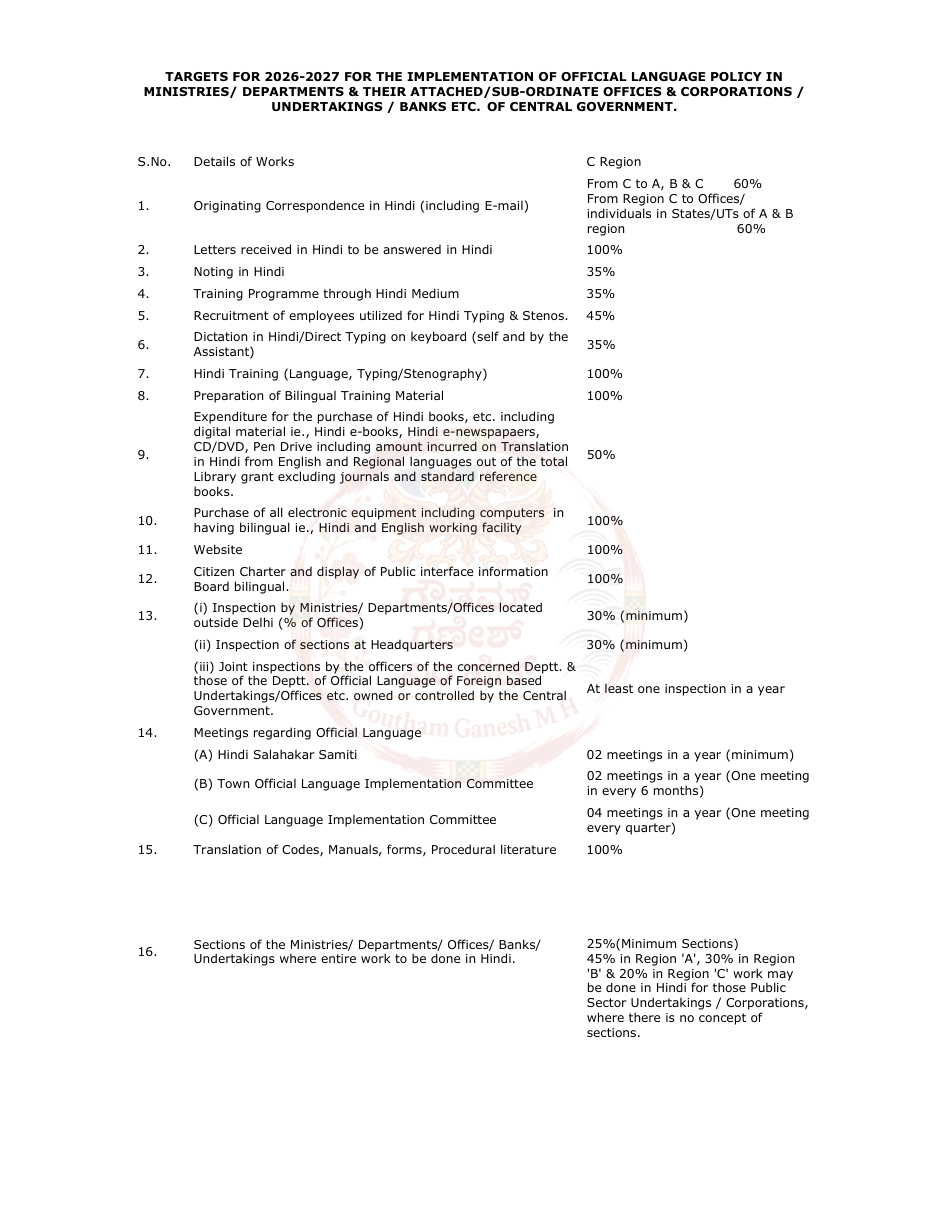 TARGETS FOR 2026-2027 FOR THE IMPLEMENTATION OF OFFICIAL LANGUAGE POLICY IN
MINISTRIES/ DEPARTMENTS & THEIR ATTACHED/SUB-ORDINATE OFFICES & CORPORATIONS /
UNDERTAKINGS / BANKS ETC. OF CENTRAL GOVERNMENT.
S.No. Details of Works C Region
1. Originating Correspondence in Hindi (including E-mail)
From C to A, B & C 60%
From Region C to Offices/
individuals in States/UTs of A & B
region 60%
2. Letters received in Hindi to be answered in Hindi 100%
3. Noting in Hindi 35%
4. Training Programme through Hindi Medium 35%
5. Recruitment of employees utilized for Hindi Typing & Stenos. 45%
6. Dictation in Hindi/Direct Typing on keyboard (self and by the
Assistant) 35%
7. Hindi Training (Language, Typing/Stenography) 100%
8. Preparation of Bilingual Training Material 100%
9. Expenditure for the purchase of Hindi books, etc. including
digital material ie., Hindi e-books, Hindi e-newspapaers,
CD/DVD, Pen Drive including amount incurred on Translation
in Hindi from English and Regional languages out of the total
Library grant excluding journals and standard reference
books. 50%
10. Purchase of all electronic equipment including computers in
having bilingual ie., Hindi and English working facility 100%
11. Website 100%
12. Citizen Charter and display of Public interface information
Board bilingual. 100%
13. (i) Inspection by Ministries/ Departments/Offices located
outside Delhi (% of Offices) 30% (minimum)
(ii) Inspection of sections at Headquarters 30% (minimum)
(iii) Joint inspections by the officers of the concerned Deptt. &
those of the Deptt. of Official Language of Foreign based
Undertakings/Offices etc. owned or controlled by the Central
Government. At least one inspection in a year
14. Meetings regarding Official Language
(A) Hindi Salahakar Samiti 02 meetings in a year (minimum)
(B) Town Official Language Implementation Committee 02 meetings in a year (One meeting
in every 6 months)
(C) Official Language Implementation Committee 04 meetings in a year (One meeting
every quarter)
15. Translation of Codes, Manuals, forms, Procedural literature 100%
16. Sections of the Ministries/ Departments/ Offices/ Banks/
Undertakings where entire work to be done in Hindi.
25%(Minimum Sections)
45% in Region 'A', 30% in Region
'B' & 20% in Region 'C' work may
be done in Hindi for those Public
Sector Undertakings / Corporations,
where there is no concept of
sections.
ಗೌತಮ್
ಗಣೇಶ್
Goutham Ganesh M H